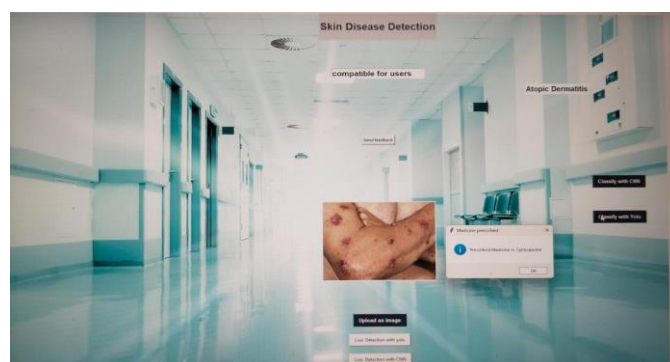 Skin Disease Detection
compatible for users
Atopic Dermatitis
Send feedback
Classify with CNN
Classify with Yolo
Medicine prescribed
Prescribed Medicine is Cyclosporine
OK
Upload an Image
Live Detection with yolo
Live Detection with CNN